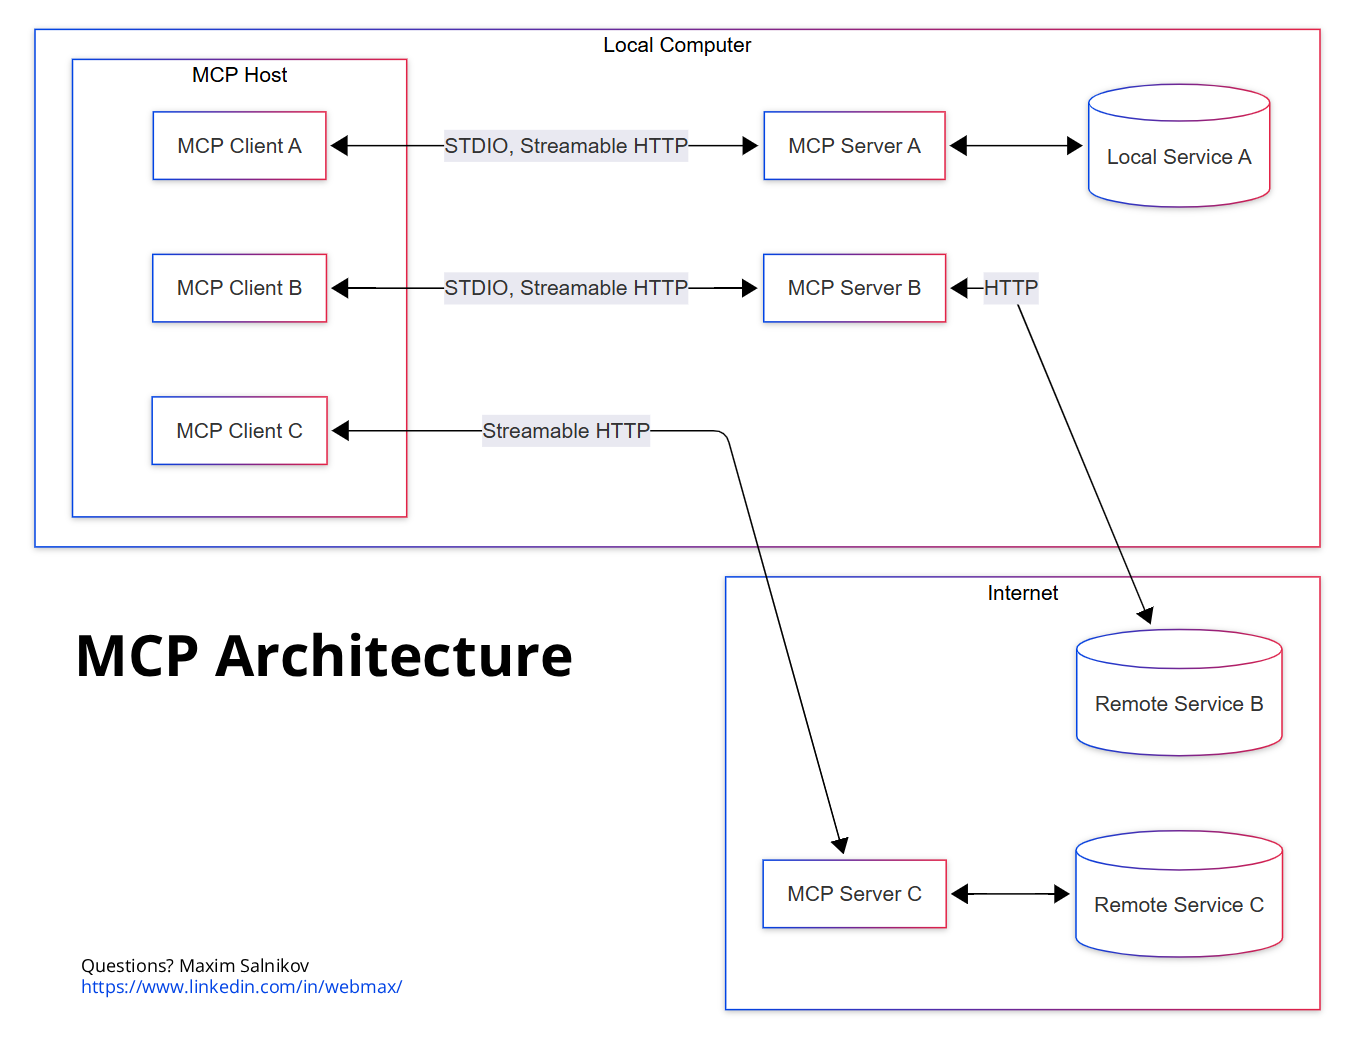 Local Computer
MCP Host
MCP Client A
STDIO, Streamable HTTP
MCP Server A
Local Service A
MCP Client B
STDIO, Streamable HTTP
MCP Server B
HTTP
MCP Client C
Streamable HTTP
Internet
MCP Architecture
Remote Service B
MCP Server C
Remote Service C
Questions? Maxim Salnikov
https://www.linkedin.com/in/webmax/